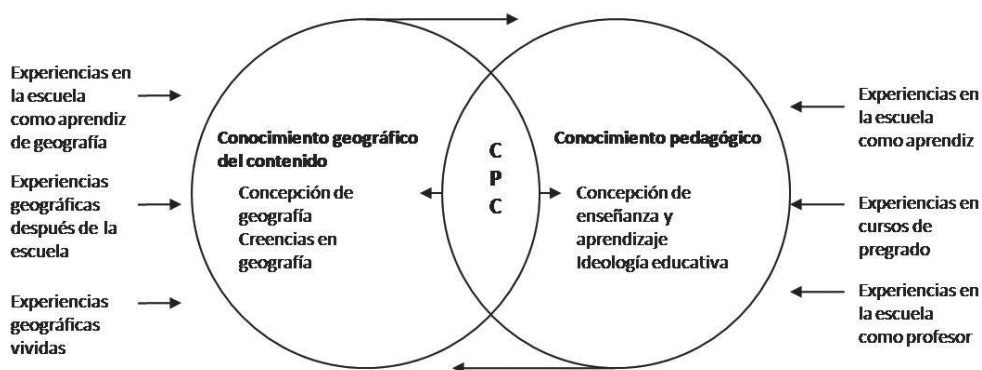 Experiencias en
la escuela
como aprendiz
de geografía
Experiencias
geográficas
después de la
escuela
Experiencias
geográficas
vividas
Conocimiento geográfico
del contenido
Concepción de
geografía
Creencias en
geografía
C
P
C
Conocimiento pedagógico
Concepción de
enseñanza y
aprendizaje
Ideología educativa
Experiencias en
la escuela
como aprendiz
Experiencias en
cursos de
pregrado
Experiencias en
la escuela
como profesor